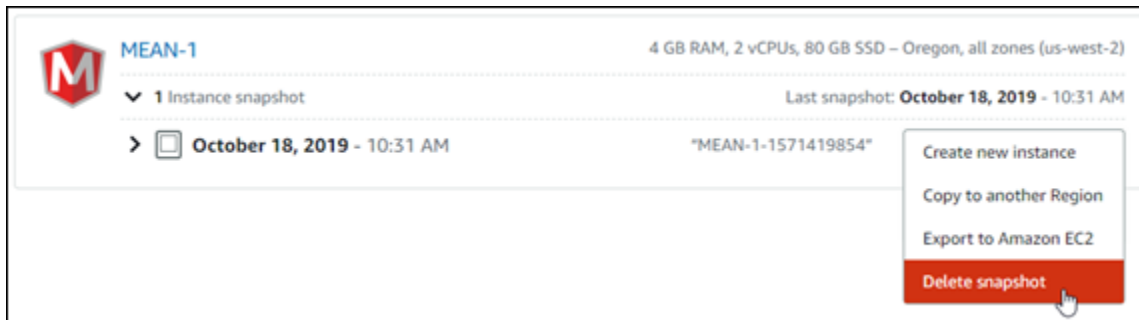 M
MEAN-1
4 GB RAM, 2 vCPUs, 80 GB SSD – Oregon, all zones (us-west-2)
1 Instance snapshot
Last snapshot: October 18, 2019 - 10:31 AM
October 18, 2019 - 10:31 AM
"MEAN-1-1571419854"
Create new instance
Copy to another Region
Export to Amazon EC2
Delete snapshot